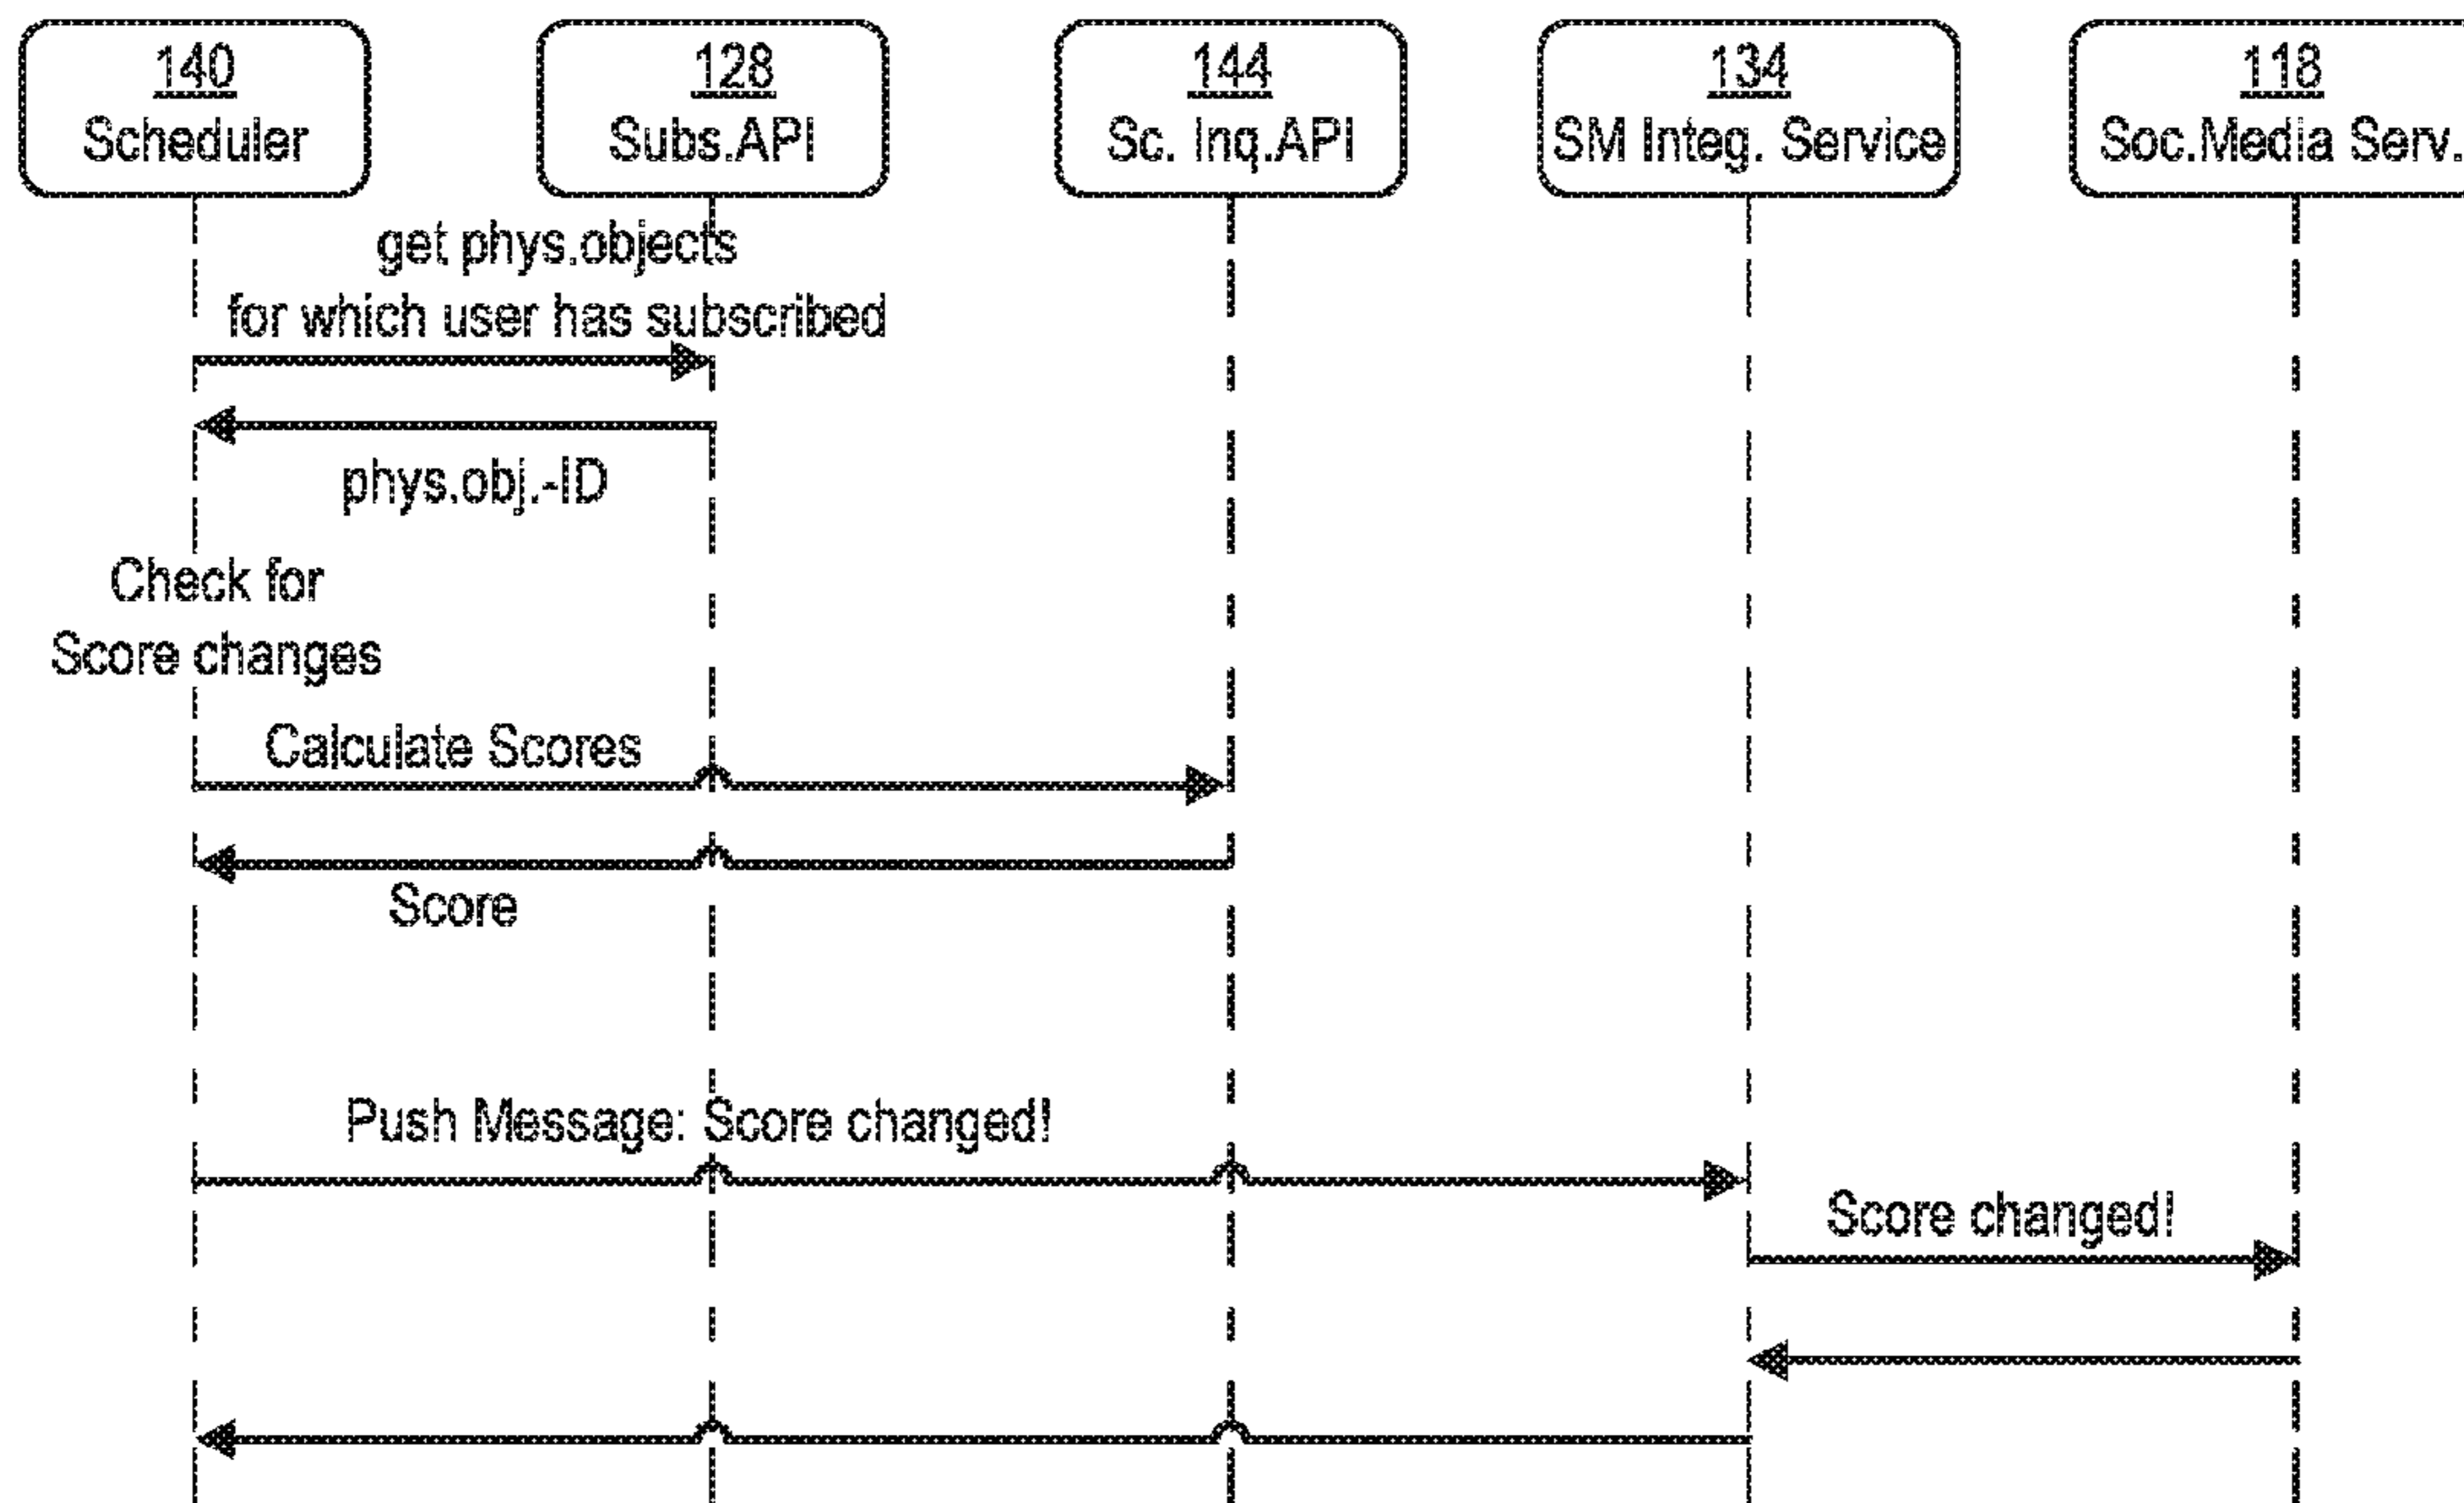 140
Scheduler
128
Subs.API
144
Sc. Inq.API
134
SM Integ. Service
118
Soc.Media Serv.
get phys.objects
for which user has subscribed
phys.obj.-ID
Check for
Score changes
Calculate Scores
Score
Push Message: Score changed!
Score changed!